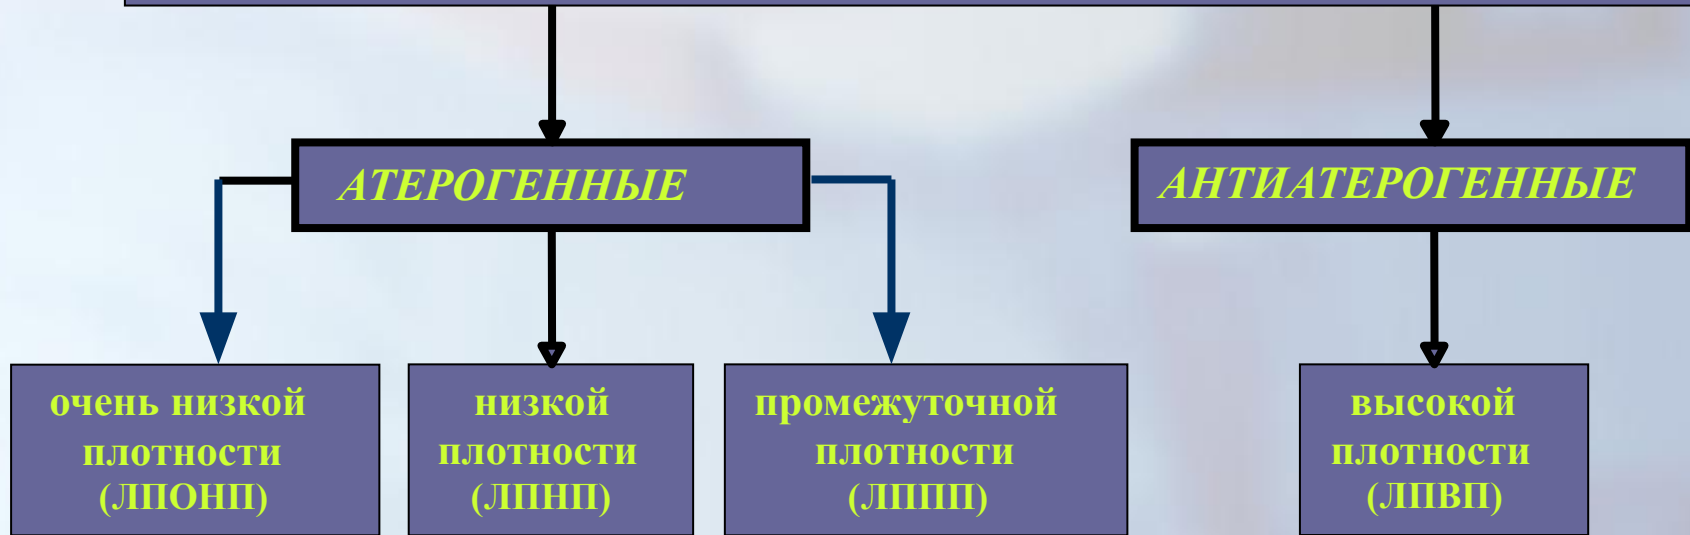 АТЕРОГЕННЫЕ
АНТИАТЕРОГЕННЫЕ
очень низкой
плотности
(ЛПОНП)
низкой
плотности
(ЛПНП)
промежуточной
плотности
(ЛППП)
высокой
плотности
(ЛПВП)